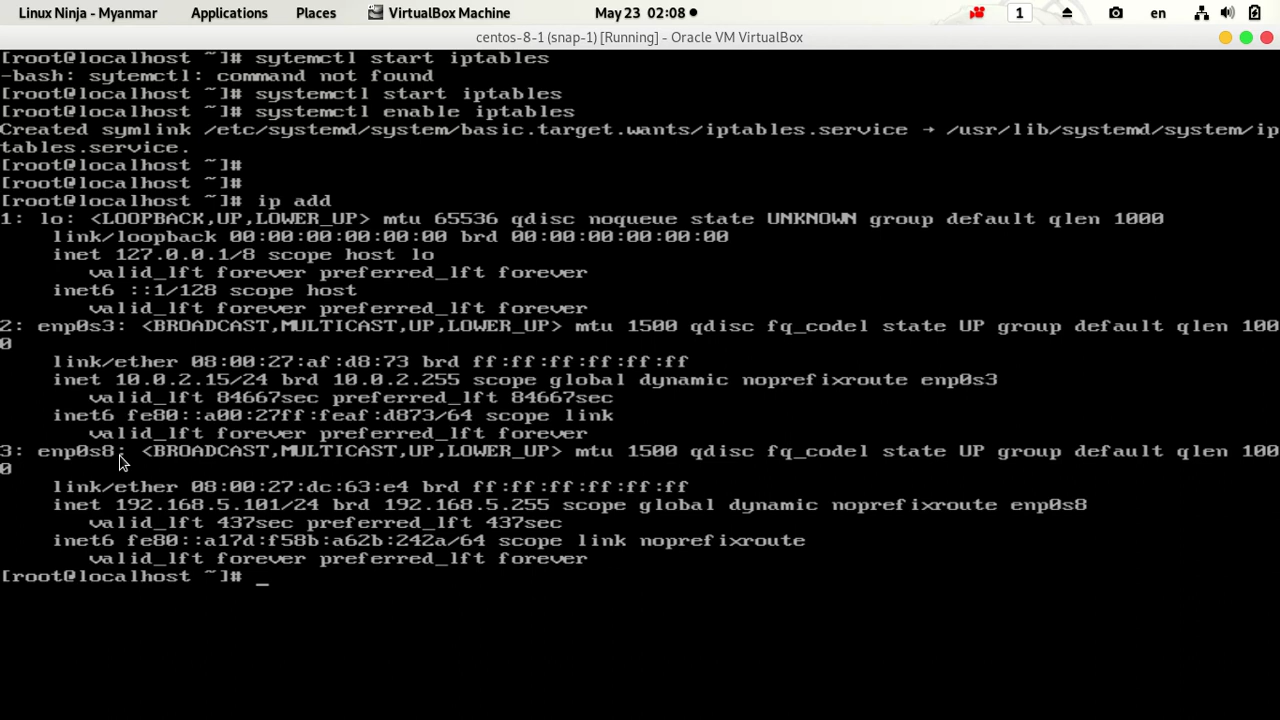 Linux Ninja - Myanmar Applications Places VirtualBox Machine May 23 02:08 1 en
centos-8-1 (snap-1) [Running] - Oracle VM VirtualBox
[root@localhost ~]# sytemctl start iptables
-bash: sytemctl: command not found
[root@localhost ~]# systemctl start iptables
[root@localhost ~]# systemctl enable iptables
Created symlink /etc/systemd/system/basic.target.wants/iptables.service → /usr/lib/systemd/system/ip
tables.service.
[root@localhost ~]#
[root@localhost ~]#
[root@localhost ~]# ip add
1: lo: <LOOPBACK,UP,LOWER_UP> mtu 65536 qdisc noqueue state UNKNOWN group default qlen 1000
    link/loopback 00:00:00:00:00:00 brd 00:00:00:00:00:00
    inet 127.0.0.1/8 scope host lo
       valid_lft forever preferred_lft forever
    inet6 ::1/128 scope host
       valid_lft forever preferred_lft forever
2: enp0s3: <BROADCAST,MULTICAST,UP,LOWER_UP> mtu 1500 qdisc fq_codel state UP group default qlen 100
0
    link/ether 08:00:27:af:d8:73 brd ff:ff:ff:ff:ff:ff
    inet 10.0.2.15/24 brd 10.0.2.255 scope global dynamic noprefixroute enp0s3
       valid_lft 84667sec preferred_lft 84667sec
    inet6 fe80::a00:27ff:feaf:d873/64 scope link
       valid_lft forever preferred_lft forever
3: enp0s8: <BROADCAST,MULTICAST,UP,LOWER_UP> mtu 1500 qdisc fq_codel state UP group default qlen 100
0
    link/ether 08:00:27:dc:63:e4 brd ff:ff:ff:ff:ff:ff
    inet 192.168.5.101/24 brd 192.168.5.255 scope global dynamic noprefixroute enp0s8
       valid_lft 437sec preferred_lft 437sec
    inet6 fe80::a17d:f58b:a62b:242a/64 scope link noprefixroute
       valid_lft forever preferred_lft forever
[root@localhost ~]# _